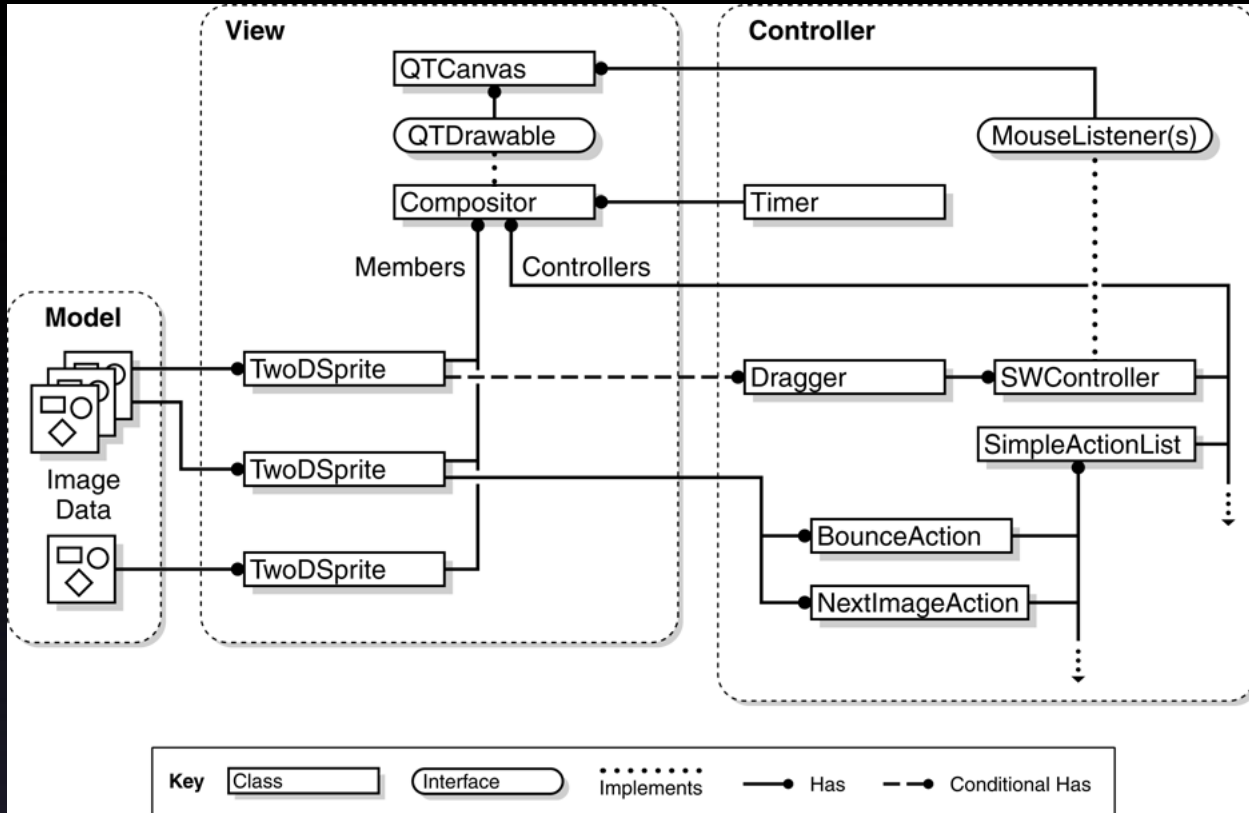 View
Controller
QTCanvas
QTDrawable
MouseListener(s)
Compositor
Timer
Members
Controllers
Model
TwoDSprite
Dragger
SWController
SimpleActionList
TwoDSprite
Image
Data
BounceAction
TwoDSprite
NextImageAction
Key
Class
Interface
Implements
Has
Conditional Has